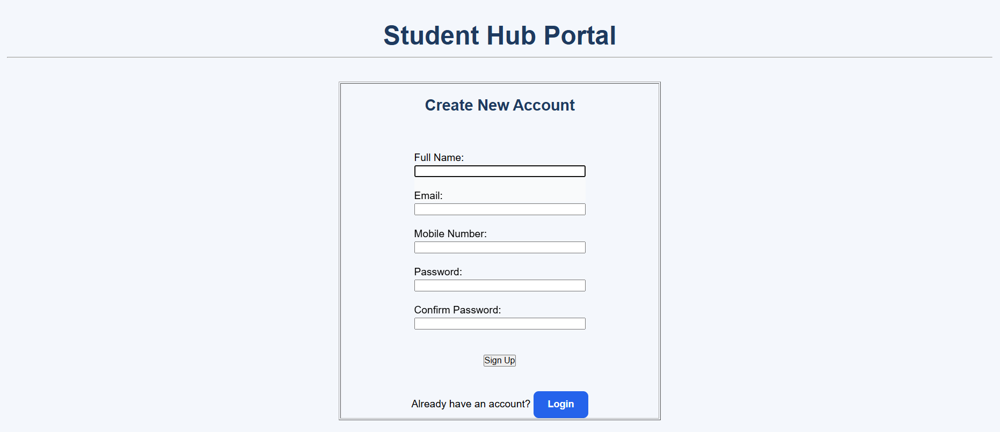 Student Hub Portal
Create New Account
Full Name:
Email:
Mobile Number:
Password:
Confirm Password:
Sign Up
Already have an account? Login